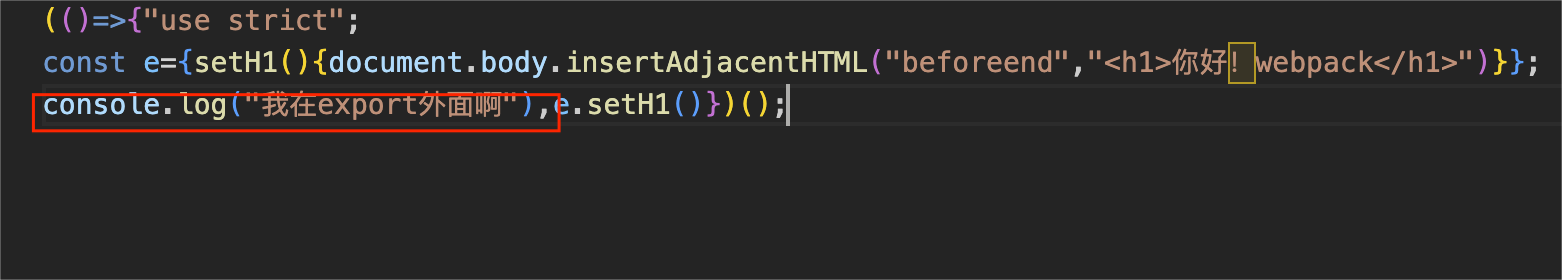 (()=>{"use strict";
const e={setH1(){document.body.insertAdjacentHTML("beforeend","<h1>你好！webpack</h1>")}};
console.log("我在export外面啊"),e.setH1()})();